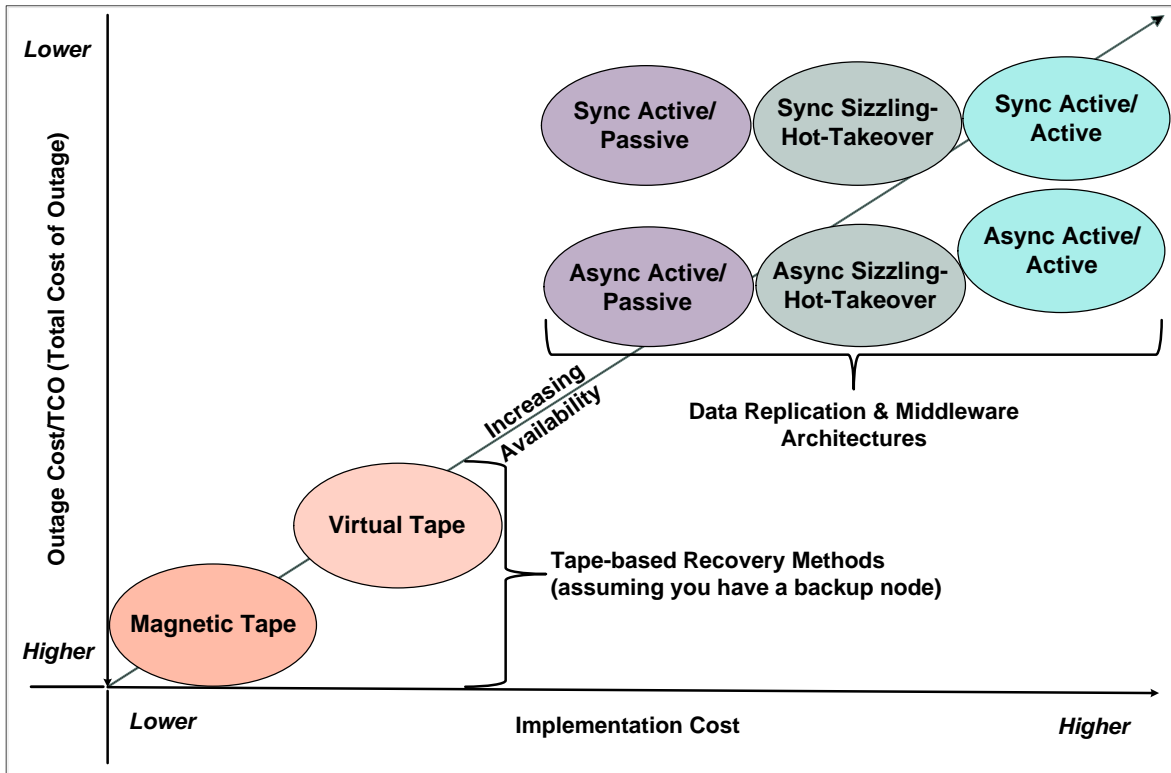 Lower
Outage Cost/TCO (Total Cost of Outage)
Higher
Sync Active/
Passive
Sync Sizzling-
Hot-Takeover
Sync Active/
Active
Async Active/
Passive
Async Sizzling-
Hot-Takeover
Async Active/
Active
Increasing
Availability
Data Replication & Middleware
Architectures
Virtual Tape
Tape-based Recovery Methods
(assuming you have a backup node)
Magnetic Tape
Lower
Implementation Cost
Higher